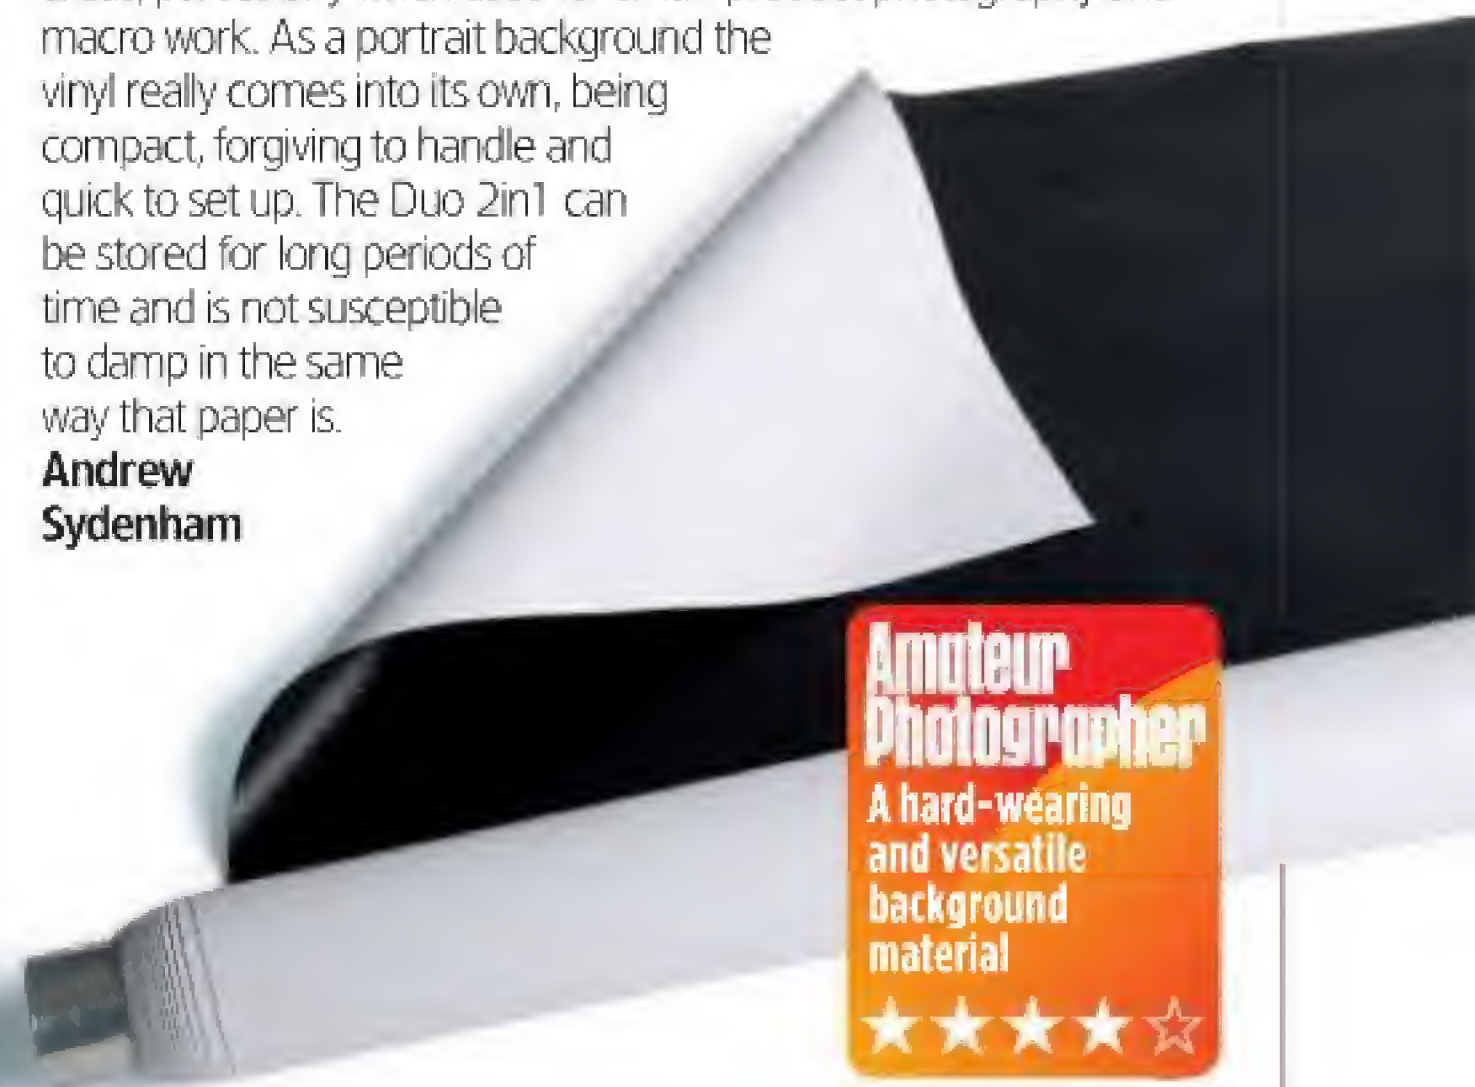 macro work. As a portrait background the
vinyl really comes into its own, being
compact, forgiving to handle and
quick to set up. The Duo 2in1 can
be stored for long periods of
time and is not susceptible
to damp in the same
way that paper is.
Andrew
Sydenham
Amateur
Photographer
A hard-wearing
and versatile
background
material